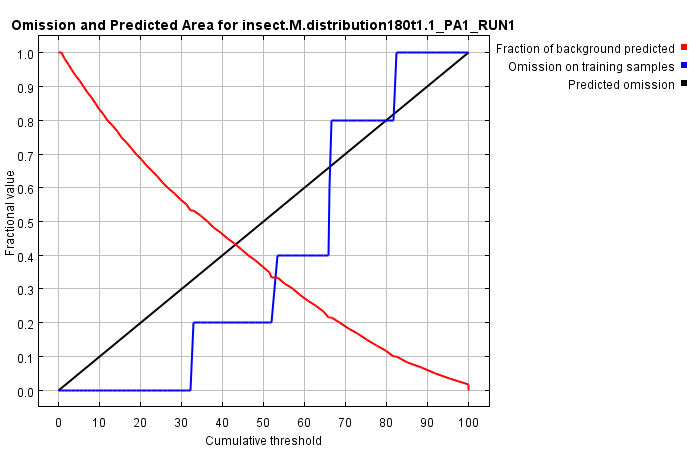 Omission and Predicted Area for insect.M.distribution180t1.1_PA1_RUN1
Fraction of background predicted
Omission on training samples
Predicted omission
Fractional value
1.0
0.9
0.8
0.7
0.6
0.5
0.4
0.3
0.2
0.1
0.0
0 10 20 30 40 50 60 70 80 90 100
Cumulative threshold